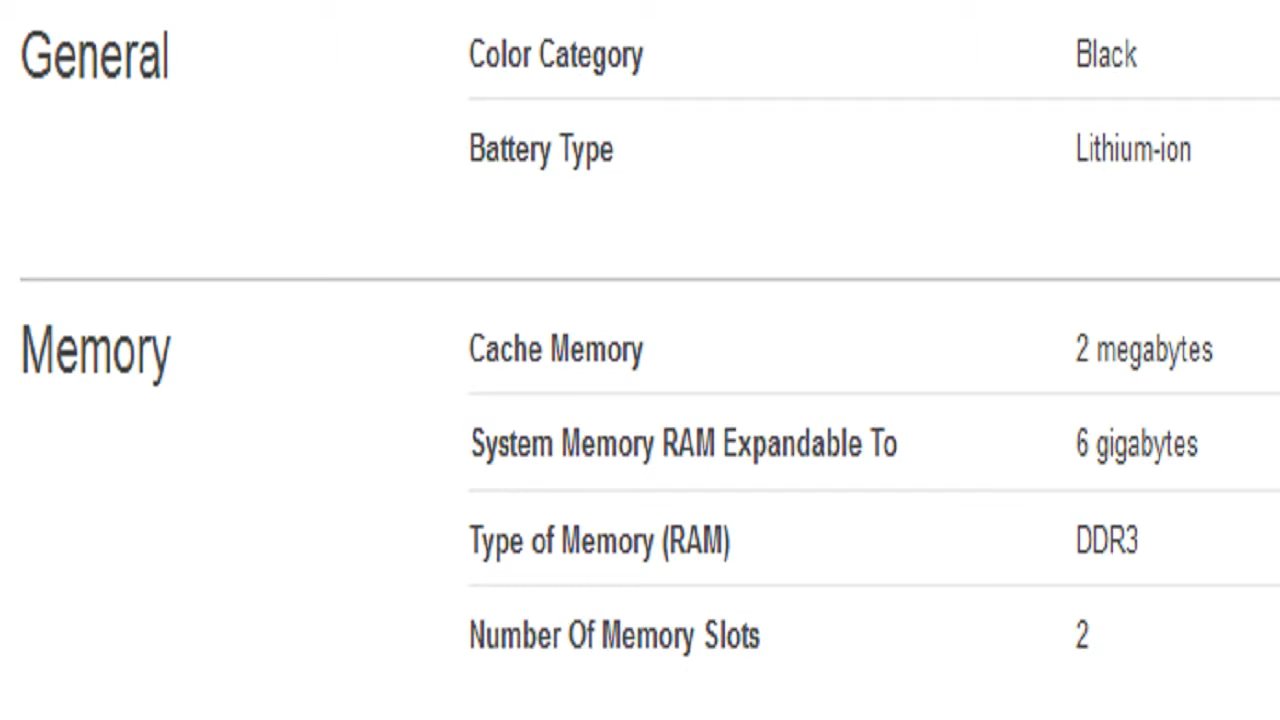 General
Color Category Black
Battery Type Lithium-ion
Memory
Cache Memory 2 megabytes
System Memory RAM Expandable To 6 gigabytes
Type of Memory (RAM) DDR3
Number Of Memory Slots 2